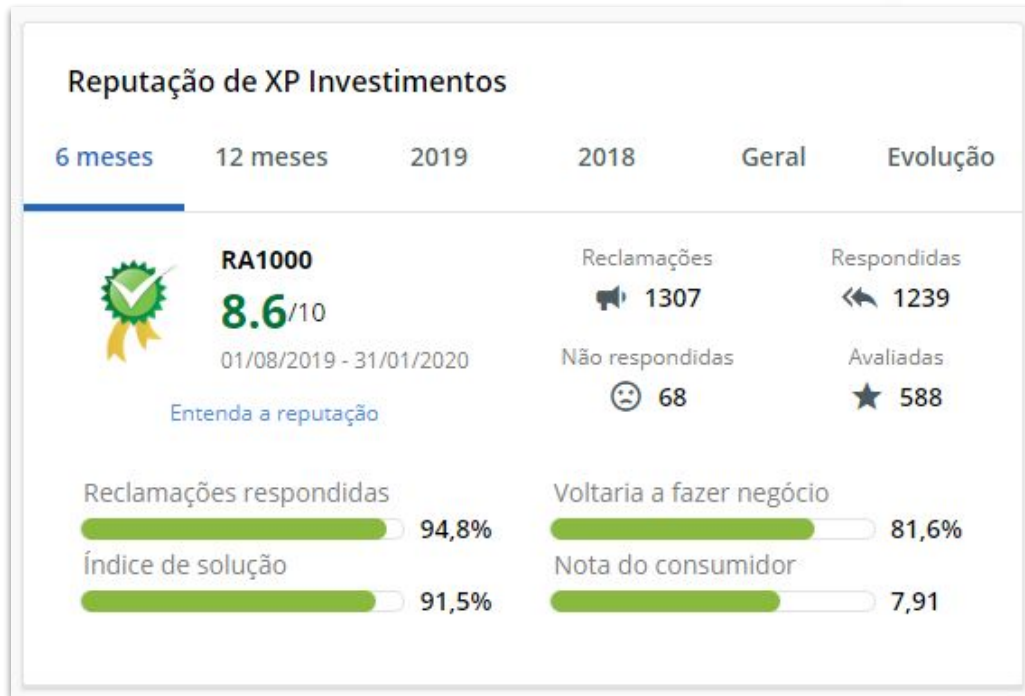 Reputação de XP Investimentos
6 meses 12 meses 2019 2018 Geral Evolução
RA1000
8.6/10
01/08/2019 - 31/01/2020
Entenda a reputação
Reclamações
1307
Respondidas
1239
Não respondidas
68
Avaliadas
588
Reclamações respondidas
94,8%
Voltaria a fazer negócio
81,6%
Índice de solução
91,5%
Nota do consumidor
7,91